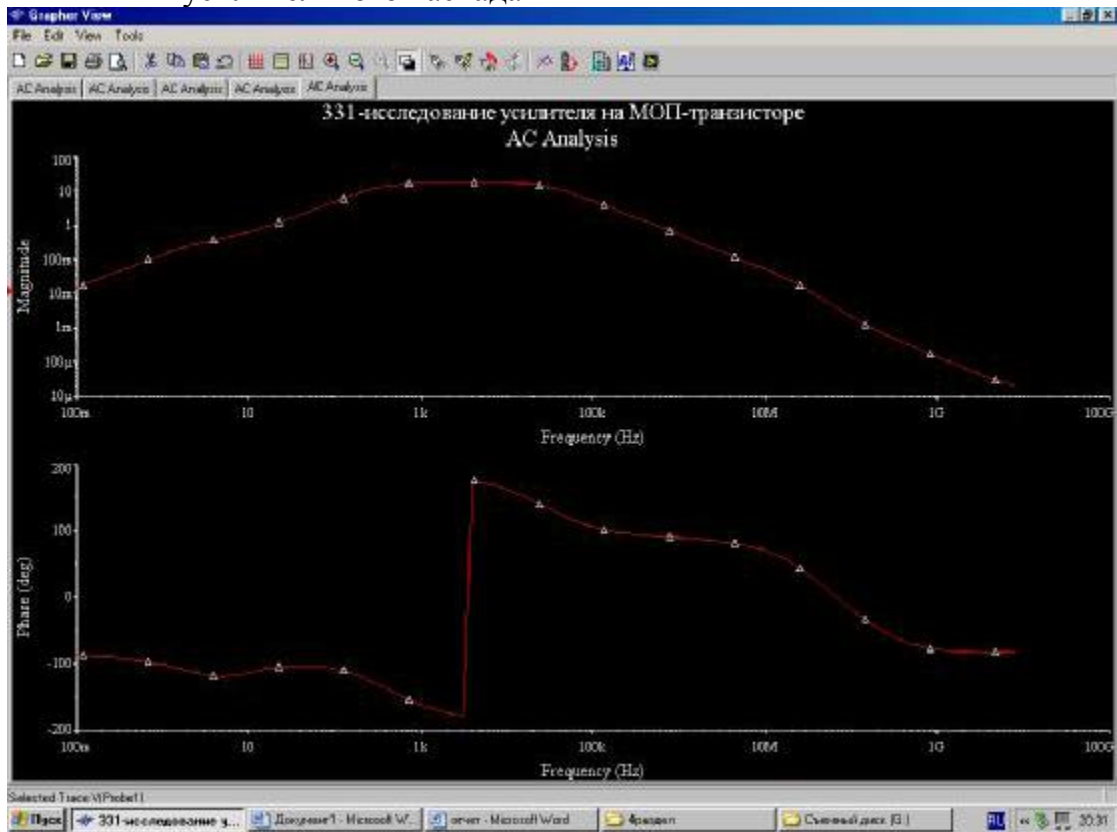 Grapher View
File Edit View Tools
AC Analysis AC Analysis AC Analysis AC Analysis AC Analysis
331-исследование усилителя на МОП-транзисторе
AC Analysis
Magnitude
100
10
1
100m
10m
1m
100µ
10µ
100m 10 1k 100k 10M 1G 100G
Frequency (Hz)
Phase (deg)
200
100
0
-100
-200
100m 10 1k 100k 10M 1G 100G
Frequency (Hz)
Selected Trace:V(Probe1)
Пуск 331-исследование у... Документ1 - Microsoft W... отчет - Microsoft Word 4раздел Съемный диск (G:) RU « 20:31